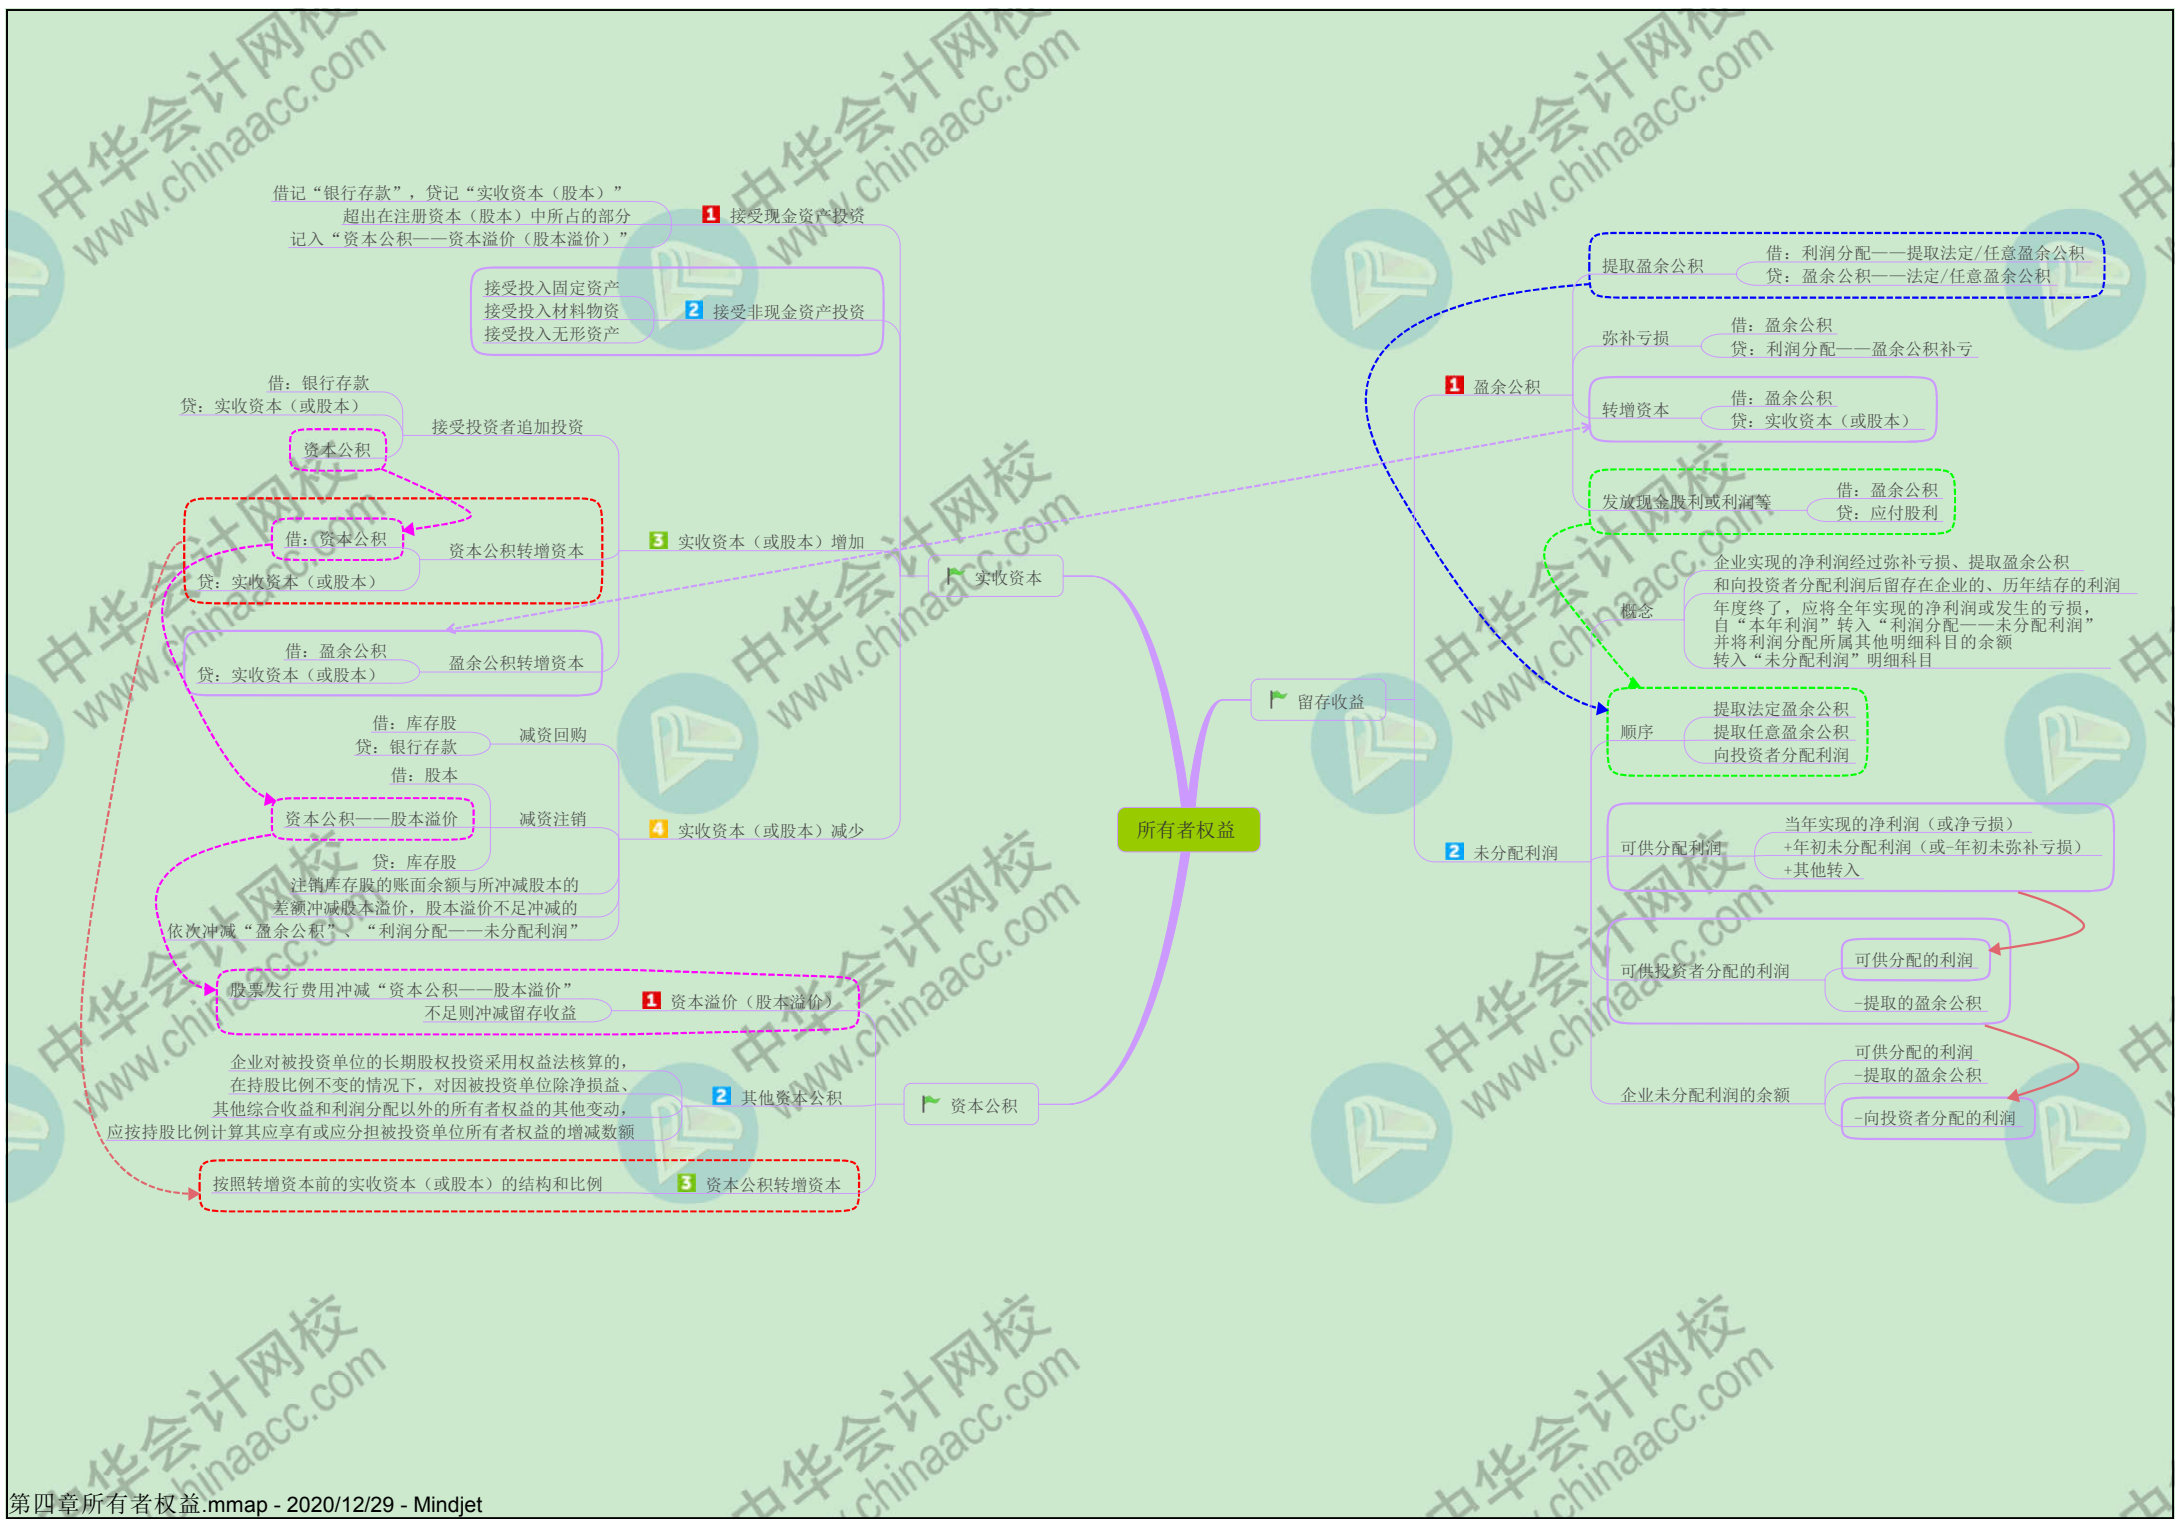 所有者权益
实收资本
1 接受现金资产投资
借记“银行存款”，贷记“实收资本（股本）”
超出在注册资本（股本）中所占的部分
记入“资本公积——资本溢价（股本溢价）”
2 接受非现金资产投资
接受投入固定资产
接受投入材料物资
接受投入无形资产
3 实收资本（或股本）增加
接受投资者追加投资
借：银行存款
贷：实收资本（或股本）
资本公积
资本公积转增资本
借：资本公积
贷：实收资本（或股本）
盈余公积转增资本
借：盈余公积
贷：实收资本（或股本）
4 实收资本（或股本）减少
减资回购
借：库存股
贷：银行存款
减资注销
借：股本
资本公积——股本溢价
贷：库存股
注销库存股的账面余额与所冲减股本的
差额冲减股本溢价，股本溢价不足冲减的
依次冲减“盈余公积”、“利润分配——未分配利润”
资本公积
1 资本溢价（股本溢价）
股票发行费用冲减“资本公积——股本溢价”
不足则冲减留存收益
2 其他资本公积
企业对被投资单位的长期股权投资采用权益法核算的，
在持股比例不变的情况下，对因被投资单位除净损益、
其他综合收益和利润分配以外的所有者权益的其他变动，
应按持股比例计算其应享有或应分担被投资单位所有者权益的增减数额
3 资本公积转增资本
按照转增资本前的实收资本（或股本）的结构和比例
留存收益
1 盈余公积
提取盈余公积
借：利润分配——提取法定/任意盈余公积
贷：盈余公积——法定/任意盈余公积
弥补亏损
借：盈余公积
贷：利润分配——盈余公积补亏
转增资本
借：盈余公积
贷：实收资本（或股本）
发放现金股利或利润等
借：盈余公积
贷：应付股利
2 未分配利润
概念
企业实现的净利润经过弥补亏损、提取盈余公积
和向投资者分配利润后留存在企业的、历年结存的利润
年度终了，应将全年实现的净利润或发生的亏损，
自“本年利润”转入“利润分配——未分配利润”
并将利润分配所属其他明细科目的余额
转入“未分配利润”明细科目
顺序
提取法定盈余公积
提取任意盈余公积
向投资者分配利润
可供分配利润
当年实现的净利润（或净亏损）
+年初未分配利润（或-年初未弥补亏损）
+其他转入
可供投资者分配的利润
可供分配的利润
-提取的盈余公积
企业未分配利润的余额
可供分配的利润
-提取的盈余公积
-向投资者分配的利润
第四章所有者权益.mmap - 2020/12/29 - Mindjet
中华会计网校
www.chinaacc.com